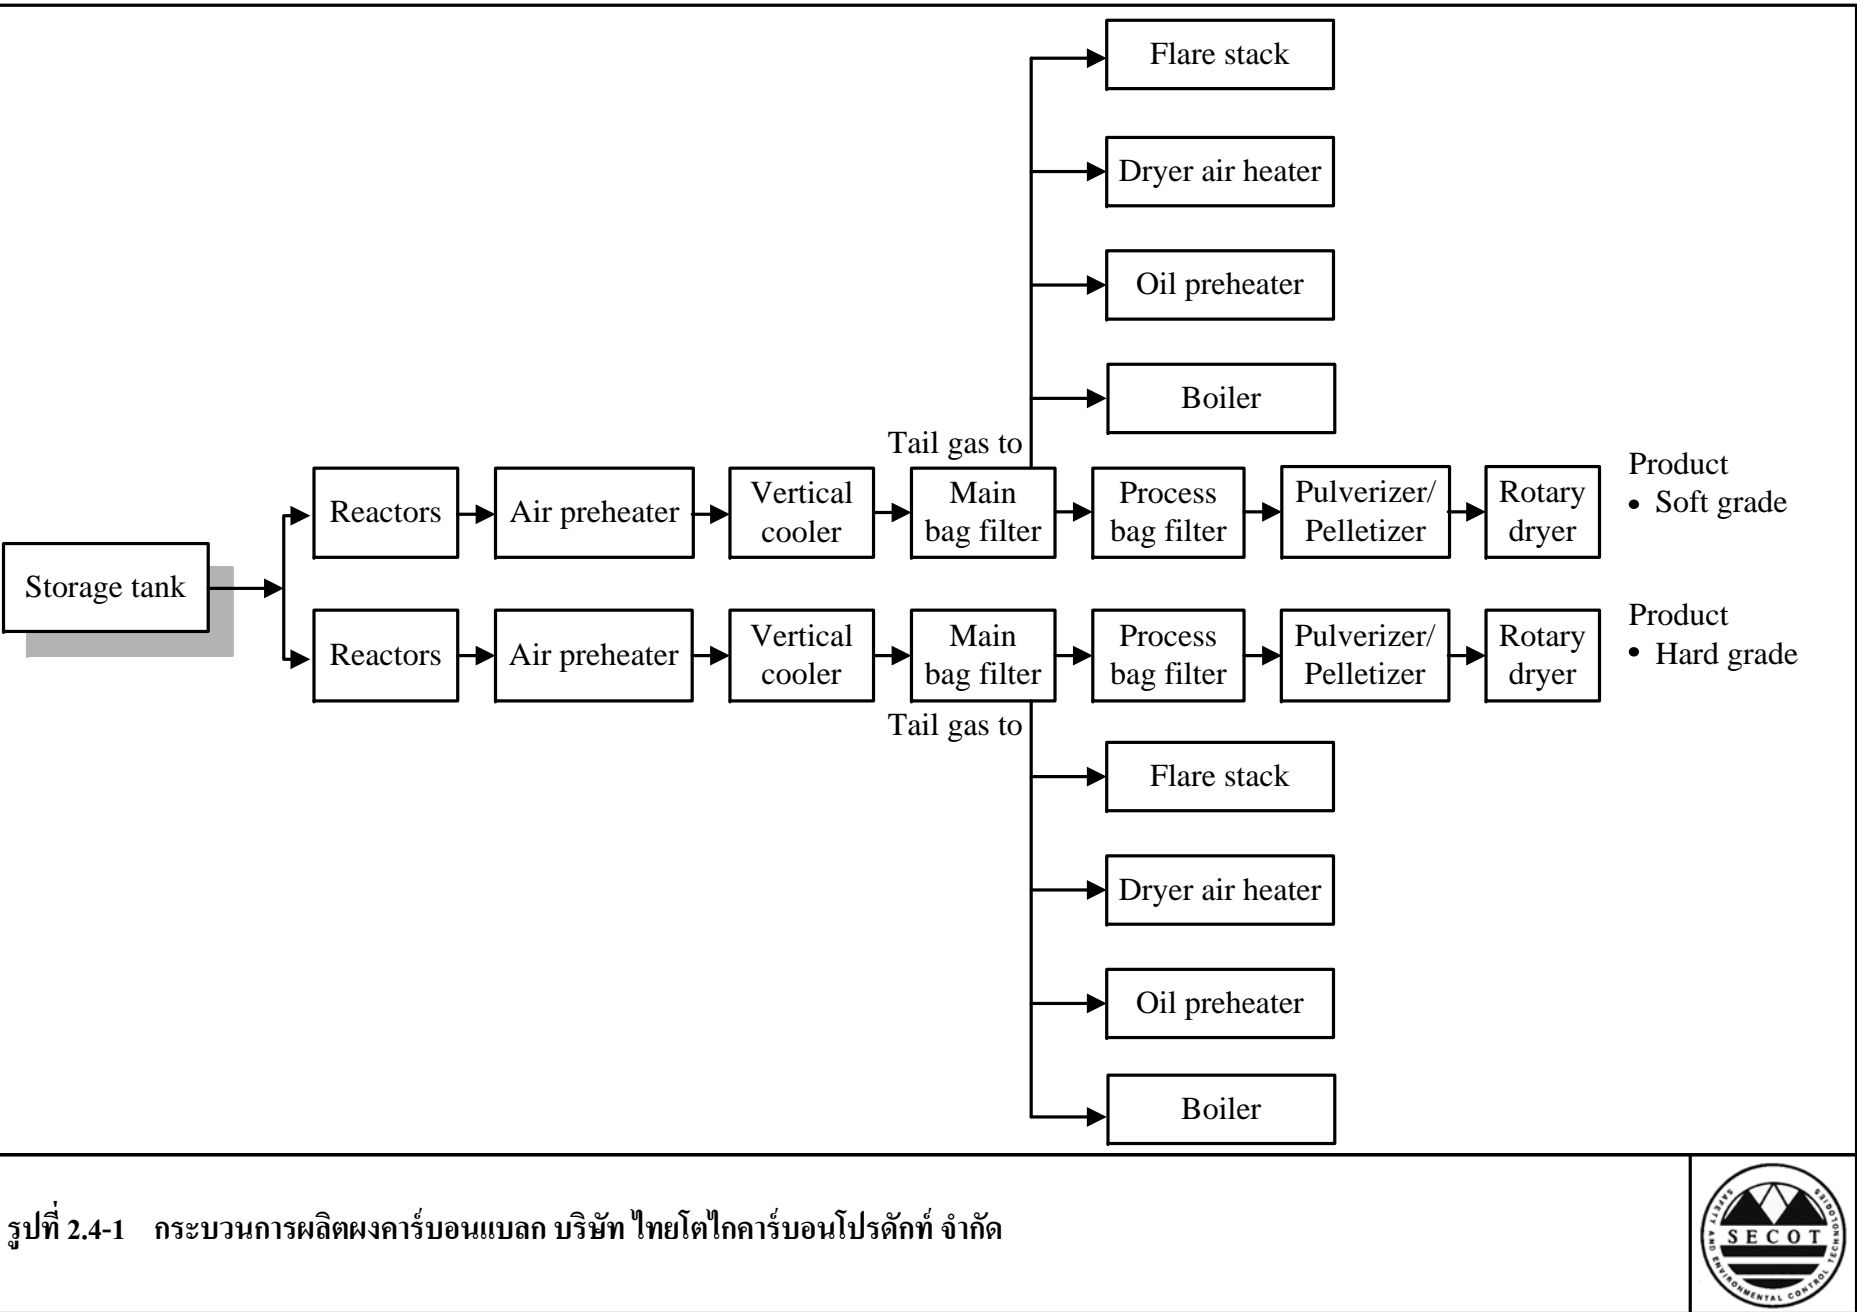 Flare stack
Dryer air heater
Oil preheater
Boiler
Tail gas to
Storage tank
Reactors
Air preheater
Vertical
cooler
Main
bag filter
Process
bag filter
Pulverizer/
Pelletizer
Rotary
dryer
Product
• Soft grade
Reactors
Air preheater
Vertical
cooler
Main
bag filter
Process
bag filter
Pulverizer/
Pelletizer
Rotary
dryer
Product
• Hard grade
Tail gas to
Flare stack
Dryer air heater
Oil preheater
Boiler
รูปที่ 2.4-1 กระบวนการผลิตผงคาร์บอนแบลก บริษัท ไทยโตไกคาร์บอนโปรดักท์ จำกัด
SECOT
SAFETY AND ENVIRONMENTAL CONTROL TECHNOLOGIES